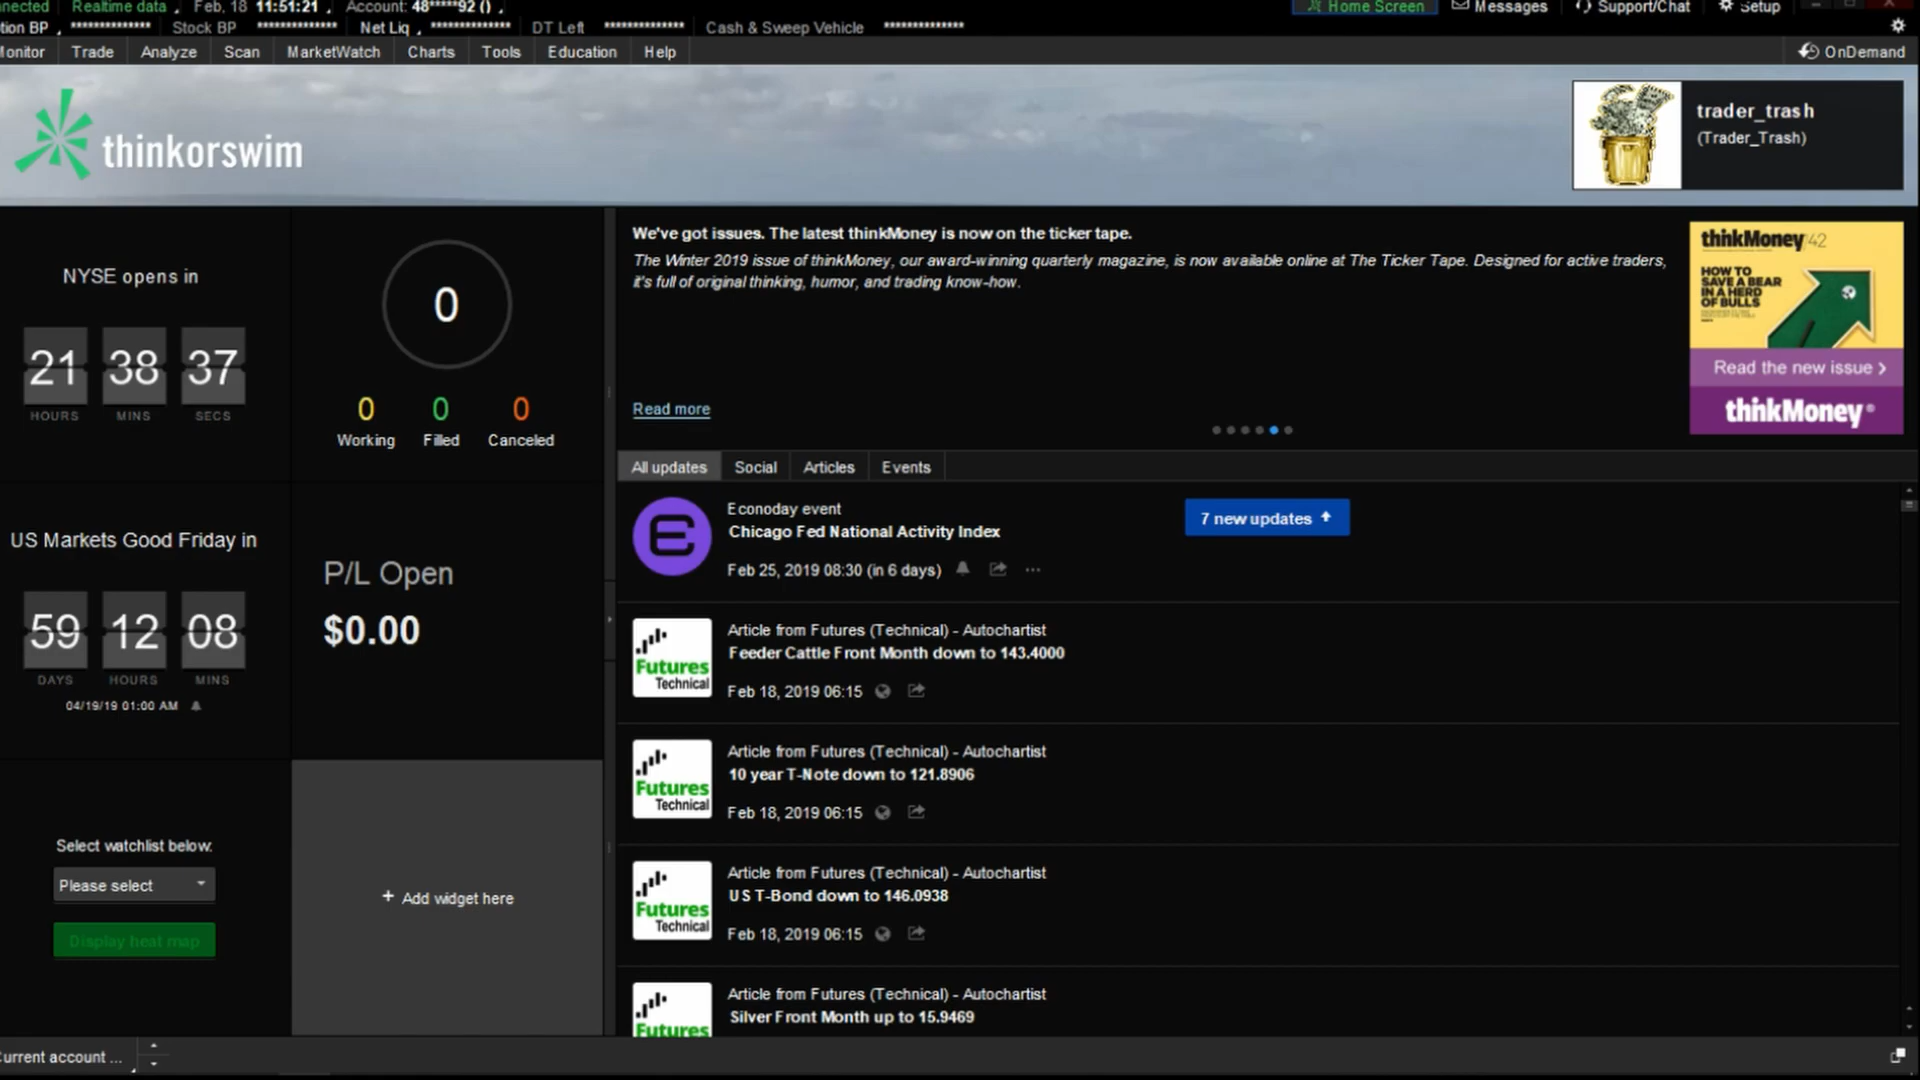 nnected Realtime data Feb, 18 11:51:21 Account: 48*****92 () Home Screen Messages Support/Chat Setup
tion BP ************** Stock BP ************** Net Liq ************** DT Left ************** Cash & Sweep Vehicle **************
Monitor Trade Analyze Scan MarketWatch Charts Tools Education Help OnDemand
thinkorswim
trader_trash
(Trader_Trash)
NYSE opens in
21 38 37
HOURS MINS SECS
0
0 0 0
Working Filled Canceled
We've got issues. The latest thinkMoney is now on the ticker tape.
The Winter 2019 issue of thinkMoney, our award-winning quarterly magazine, is now available online at The Ticker Tape. Designed for active traders,
it's full of original thinking, humor, and trading know-how.
Read more
thinkMoney 42
HOW TO
SAVE A BEAR
IN A HERD
OF BULLS
Read the new issue >
thinkMoney®
All updates Social Articles Events
US Markets Good Friday in
59 12 08
DAYS HOURS MINS
04/19/19 01:00 AM
P/L Open
$0.00
Select watchlist below:
Please select
Display heat map
+ Add widget here
E
Econoday event
Chicago Fed National Activity Index
Feb 25, 2019 08:30 (in 6 days) ...
7 new updates
Futures
Technical
Article from Futures (Technical) - Autochartist
Feeder Cattle Front Month down to 143.4000
Feb 18, 2019 06:15
Futures
Technical
Article from Futures (Technical) - Autochartist
10 year T-Note down to 121.8906
Feb 18, 2019 06:15
Futures
Technical
Article from Futures (Technical) - Autochartist
US T-Bond down to 146.0938
Feb 18, 2019 06:15
Futures
Article from Futures (Technical) - Autochartist
Silver Front Month up to 15.9469
Current account ...